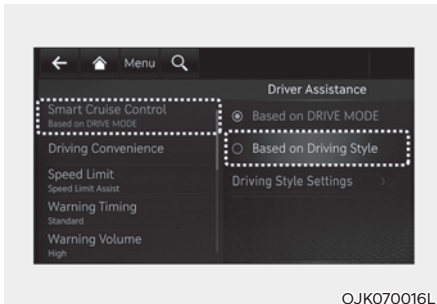 Menu
Driver Assistance
Smart Cruise Control
Based on DRIVE MODE
Driving Convenience
Speed Limit
Speed Limit Assist
Warning Timing
Standard
Warning Volume
High
Based on DRIVE MODE
Based on Driving Style
Driving Style Settings >
OJK070016L